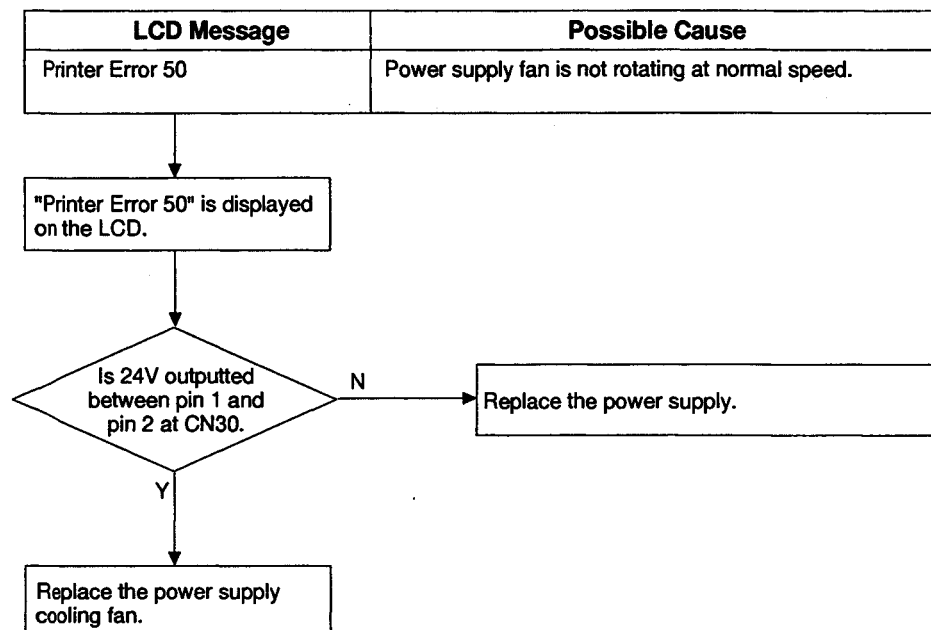 LCD Message Possible Cause
Printer Error 50 Power supply fan is not rotating at normal speed.
"Printer Error 50" is displayed
on the LCD.
Is 24V outputted
between pin 1 and
pin 2 at CN30.
N
Replace the power supply.
Y
Replace the power supply
cooling fan.